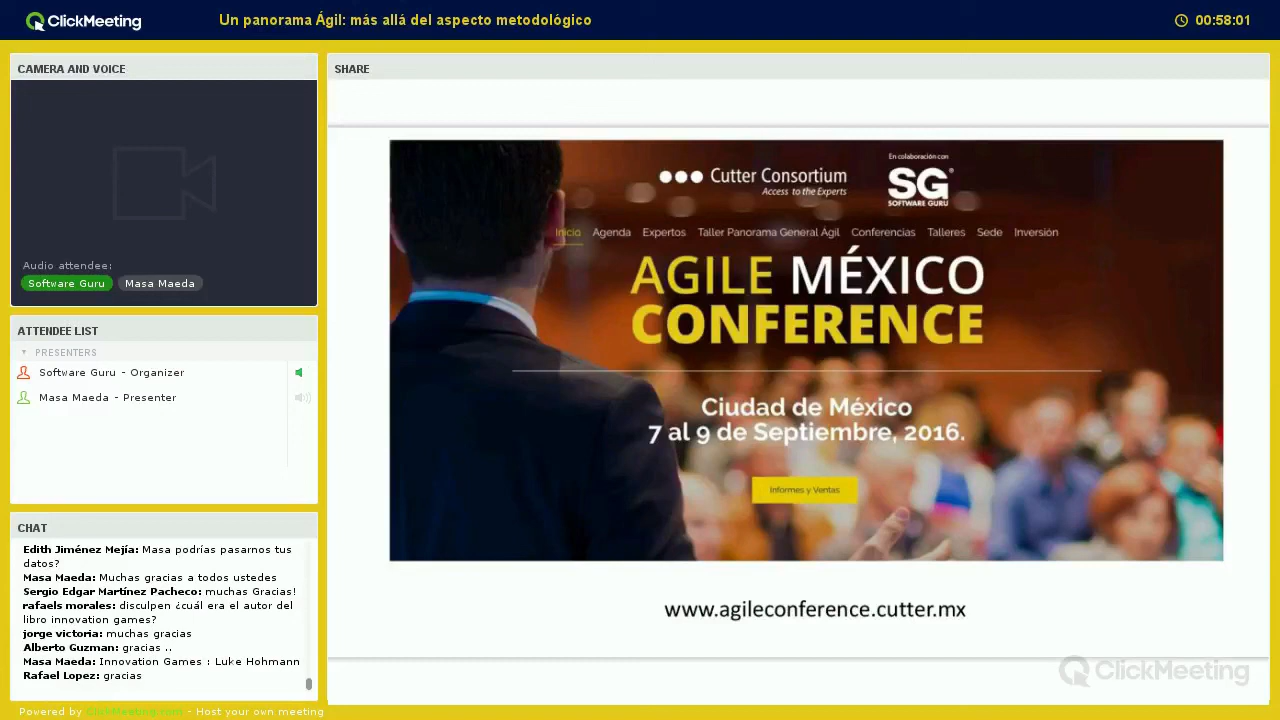 ClickMeeting
Un panorama Ágil: más allá del aspecto metodológico
00:58:01
CAMERA AND VOICE
Audio attendee:
Software Guru
Masa Maeda
ATTENDEE LIST
PRESENTERS
Software Guru - Organizer
Masa Maeda - Presenter
CHAT
Edith Jiménez Mejía: Masa podrías pasarnos tus
datos?
Masa Maeda: Muchas gracias a todos ustedes
Sergio Edgar Martínez Pacheco: muchas Gracias!
rafaels morales: disculpen ¿cuál era el autor del
libro innovation games?
jorge victoria: muchas gracias
Alberto Guzman: gracias ..
Masa Maeda: Innovation Games : Luke Hohmann
Rafael Lopez: gracias
Powered by ClickMeeting.com - Host your own meeting
SHARE
Cutter Consortium
Access to the Experts
En colaboración con
SG
SOFTWARE GURU
Inicio Agenda Expertos Taller Panorama General Ágil Conferencias Talleres Sede Inversión
AGILE MÉXICO
CONFERENCE
Ciudad de México
7 al 9 de Septiembre, 2016.
Informes y Ventas
www.agileconference.cutter.mx
ClickMeeting